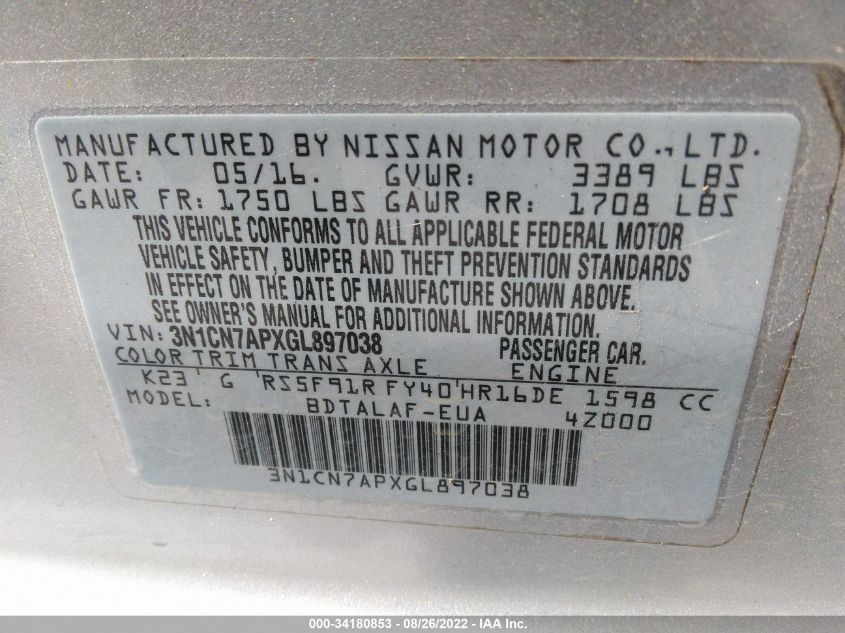 MANUFACTURED BY NISSAN MOTOR CO., LTD.
DATE: 05/16. GVWR: 3389 LBS
GAWR FR: 1750 LBS GAWR RR: 1708 LBS
THIS VEHICLE CONFORMS TO ALL APPLICABLE FEDERAL MOTOR
VEHICLE SAFETY, BUMPER AND THEFT PREVENTION STANDARDS
IN EFFECT ON THE DATE OF MANUFACTURE SHOWN ABOVE.
SEE OWNER'S MANUAL FOR ADDITIONAL INFORMATION.
VIN: 3N1CN7APXGL897038 PASSENGER CAR.
COLOR TRIM TRANS AXLE ENGINE
K23 G RS5F91R FY40 HR16DE 1598 CC
MODEL: BDTALAF-EUA 4Z000
3N1CN7APXGL897038
000-34180853 - 08/26/2022 - IAA Inc.